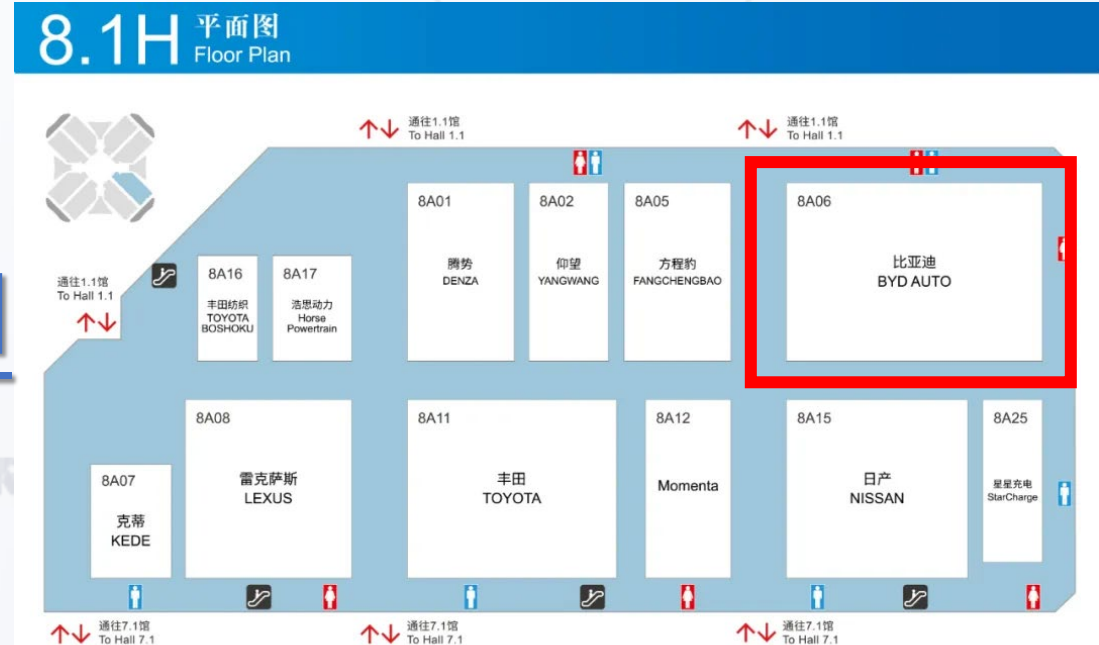 8.1H 平面图
Floor Plan
通往1.1馆
To Hall 1.1
通往1.1馆
To Hall 1.1
8A01
腾势
DENZA
8A02
仰望
YANGWANG
8A05
方程豹
FANGCHENGBAO
8A06
比亚迪
BYD AUTO
通往1.1馆
To Hall 1.1
8A16
丰田纺织
TOYOTA
BOSHOKU
8A17
浩思动力
Horse
Powertrain
8A07
克蒂
KEDE
8A08
雷克萨斯
LEXUS
8A11
丰田
TOYOTA
8A12
Momenta
8A15
日产
NISSAN
8A25
星星充电
StarCharge
通往7.1馆
To Hall 7.1
通往7.1馆
To Hall 7.1
通往7.1馆
To Hall 7.1